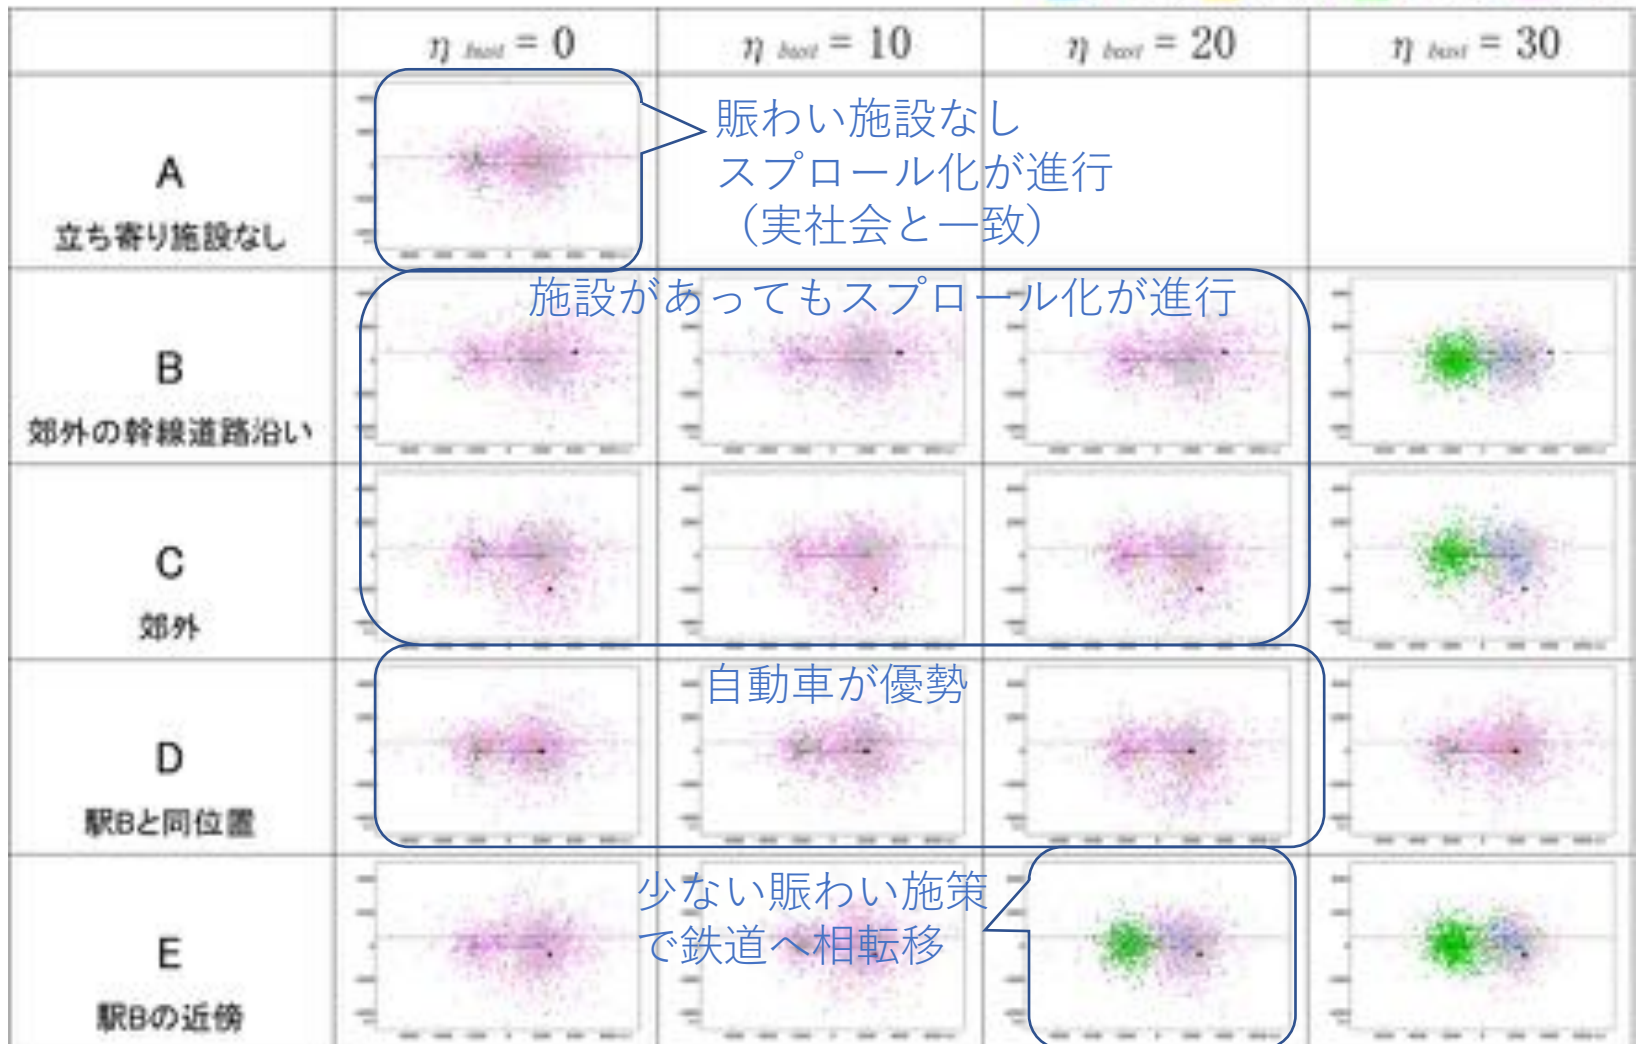 η bust = 0
η bust = 10
η bust = 20
η bust = 30
A
立ち寄り施設なし
賑わい施設なし
スプロール化が進行
（実社会と一致）
B
郊外の幹線道路沿い
施設があってもスプロール化が進行
C
郊外
D
駅Bと同位置
自動車が優勢
E
駅Bの近傍
少ない賑わい施策
で鉄道へ相転移